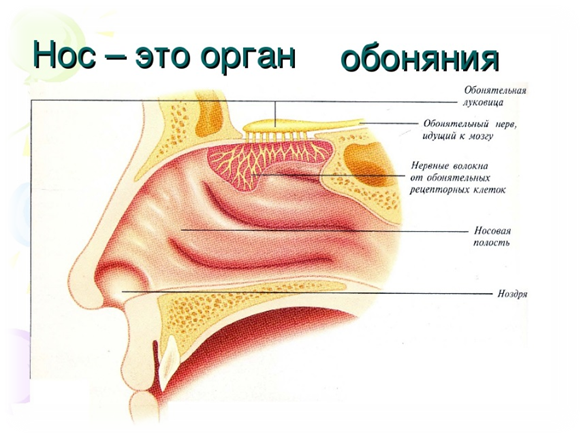 Нос – это орган обоняния
Обонятельная
луковица
Обонятельный нерв,
идущий к мозгу
Нервные волокна
от обонятельных
рецепторных клеток
Носовая
полость
Ноздря